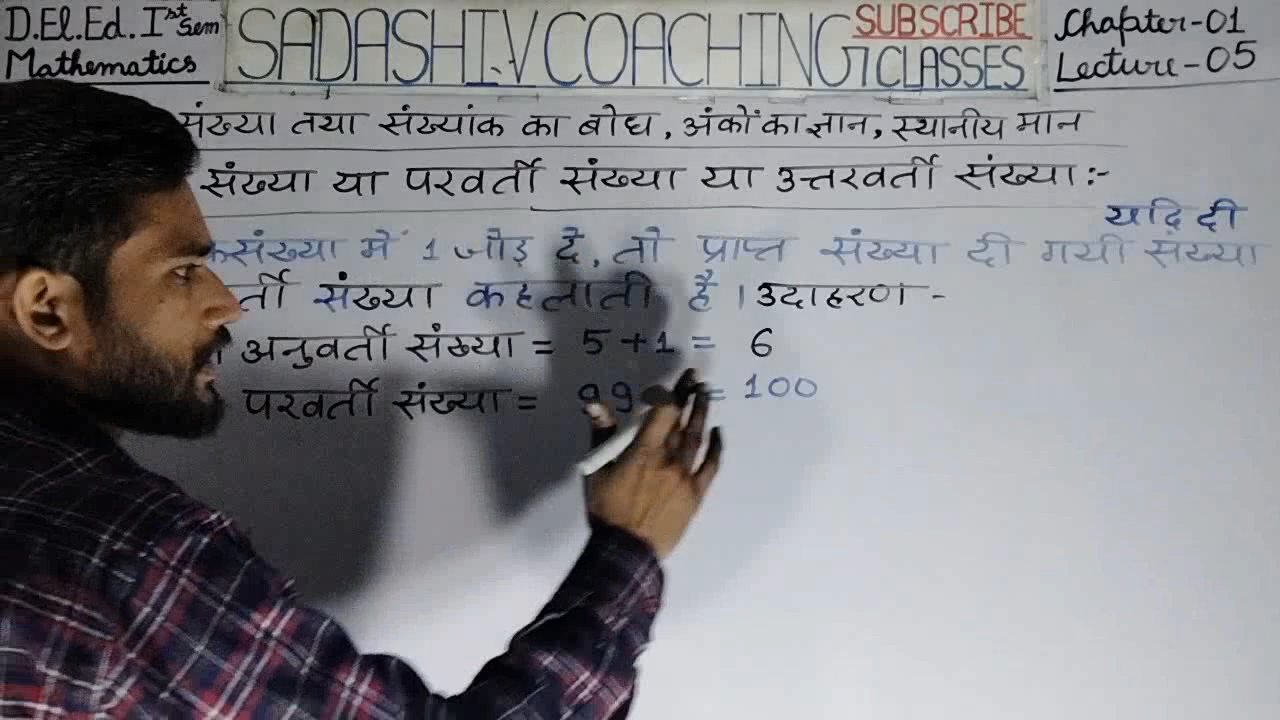 D.El.Ed. Ist Sem
Mathematics
SADASHIV COACHING CLASSES
SUBSCRIBE
Chapter-01
Lecture-05
संख्या तथा संख्यांक का बोध, अंकों का ज्ञान, स्थानीय मान
संख्या या परवर्ती संख्या या उत्तरवर्ती संख्या :-
यदि दी
संख्या में 1 जोड़ दें, तो प्राप्त संख्या दी गयी संख्या
संख्या कहलाती है । उदाहरण -
अनुवर्ती संख्या = 5 + 1 = 6
परवर्ती संख्या = 99 = 100